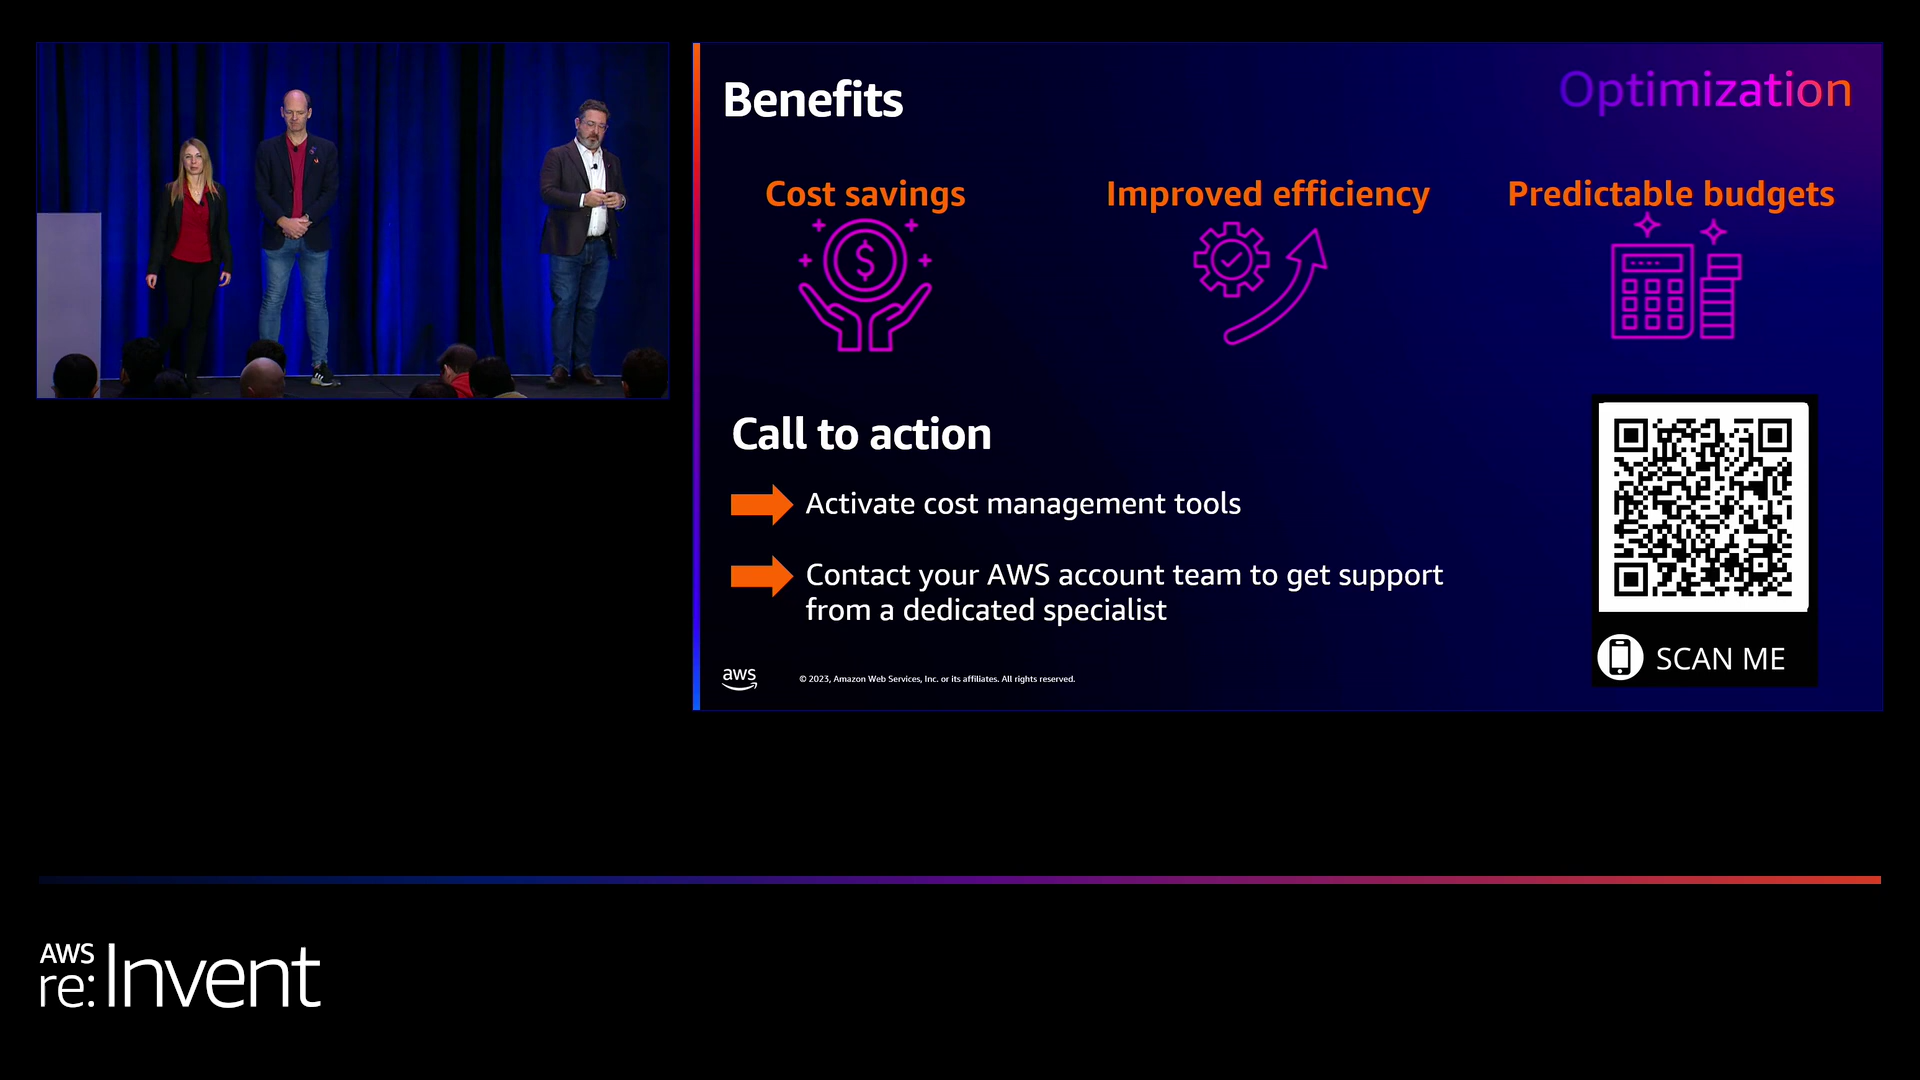 Benefits
Optimization
Cost savings
Improved efficiency
Predictable budgets
Call to action
Activate cost management tools
Contact your AWS account team to get support
from a dedicated specialist
SCAN ME
aws
© 2023, Amazon Web Services, Inc. or its affiliates. All rights reserved.
AWS
re:Invent